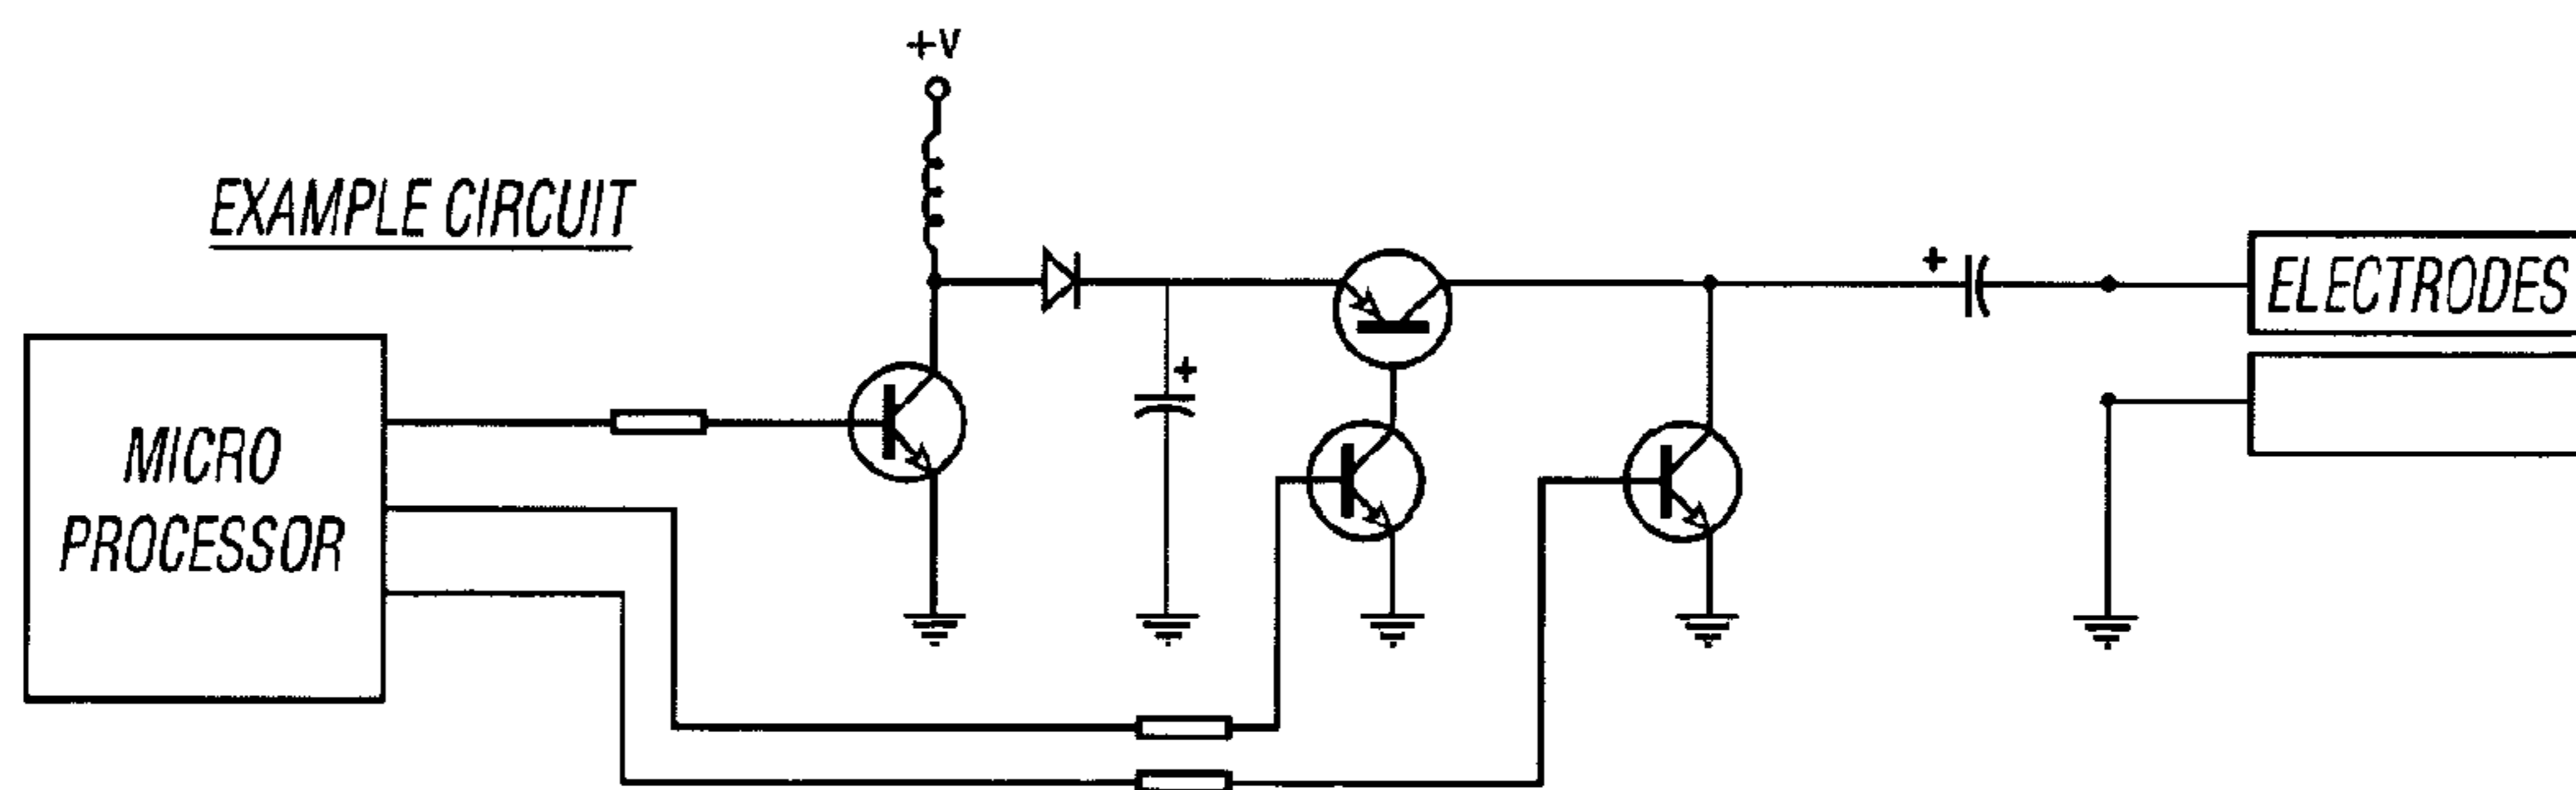 +V
EXAMPLE CIRCUIT
+
ELECTRODES
+
MICRO
PROCESSOR